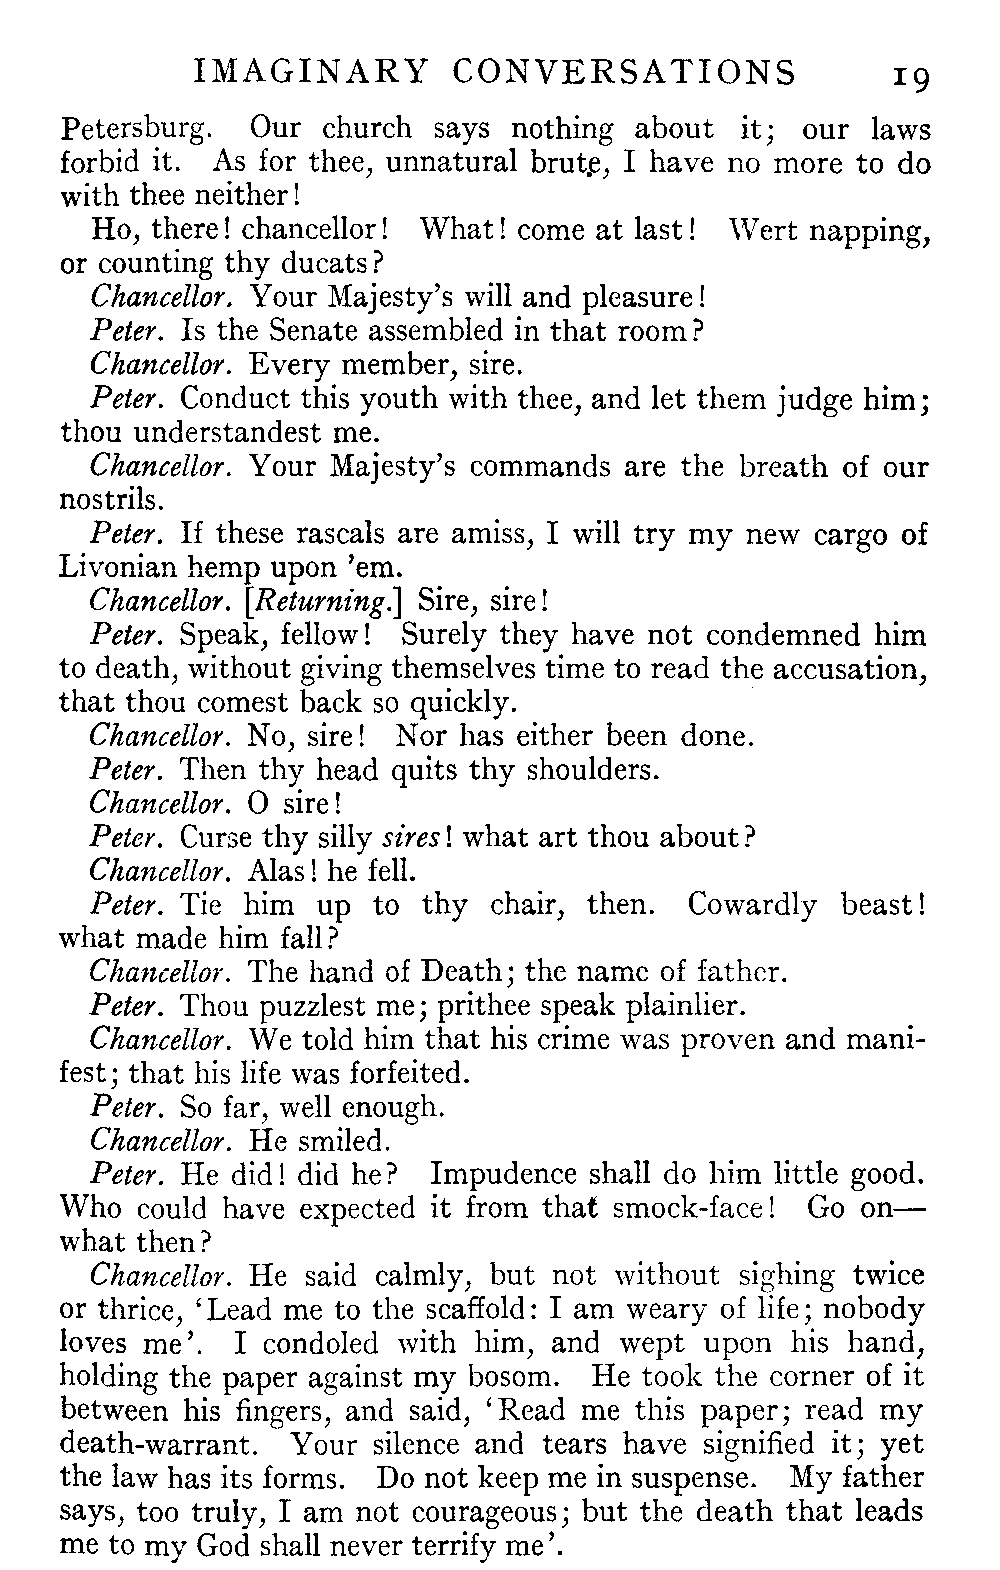 IMAGINARY CONVERSATIONS 19
Petersburg. Our church says nothing about it; our laws
forbid it. As for thee, unnatural brute, I have no more to do
with thee neither!
Ho, there! chancellor! What! come at last! Wert napping,
or counting thy ducats?
Chancellor. Your Majesty's will and pleasure!
Peter. Is the Senate assembled in that room?
Chancellor. Every member, sire.
Peter. Conduct this youth with thee, and let them judge him;
thou understandest me.
Chancellor. Your Majesty's commands are the breath of our
nostrils.
Peter. If these rascals are amiss, I will try my new cargo of
Livonian hemp upon 'em.
Chancellor. [Returning.] Sire, sire!
Peter. Speak, fellow! Surely they have not condemned him
to death, without giving themselves time to read the accusation,
that thou comest back so quickly.
Chancellor. No, sire! Nor has either been done.
Peter. Then thy head quits thy shoulders.
Chancellor. O sire!
Peter. Curse thy silly sires! what art thou about?
Chancellor. Alas! he fell.
Peter. Tie him up to thy chair, then. Cowardly beast!
what made him fall?
Chancellor. The hand of Death; the name of father.
Peter. Thou puzzlest me; prithee speak plainlier.
Chancellor. We told him that his crime was proven and mani-
fest; that his life was forfeited.
Peter. So far, well enough.
Chancellor. He smiled.
Peter. He did! did he? Impudence shall do him little good.
Who could have expected it from that smock-face! Go on—
what then?
Chancellor. He said calmly, but not without sighing twice
or thrice, 'Lead me to the scaffold: I am weary of life; nobody
loves me'. I condoled with him, and wept upon his hand,
holding the paper against my bosom. He took the corner of it
between his fingers, and said, 'Read me this paper; read my
death-warrant. Your silence and tears have signified it; yet
the law has its forms. Do not keep me in suspense. My father
says, too truly, I am not courageous; but the death that leads
me to my God shall never terrify me'.